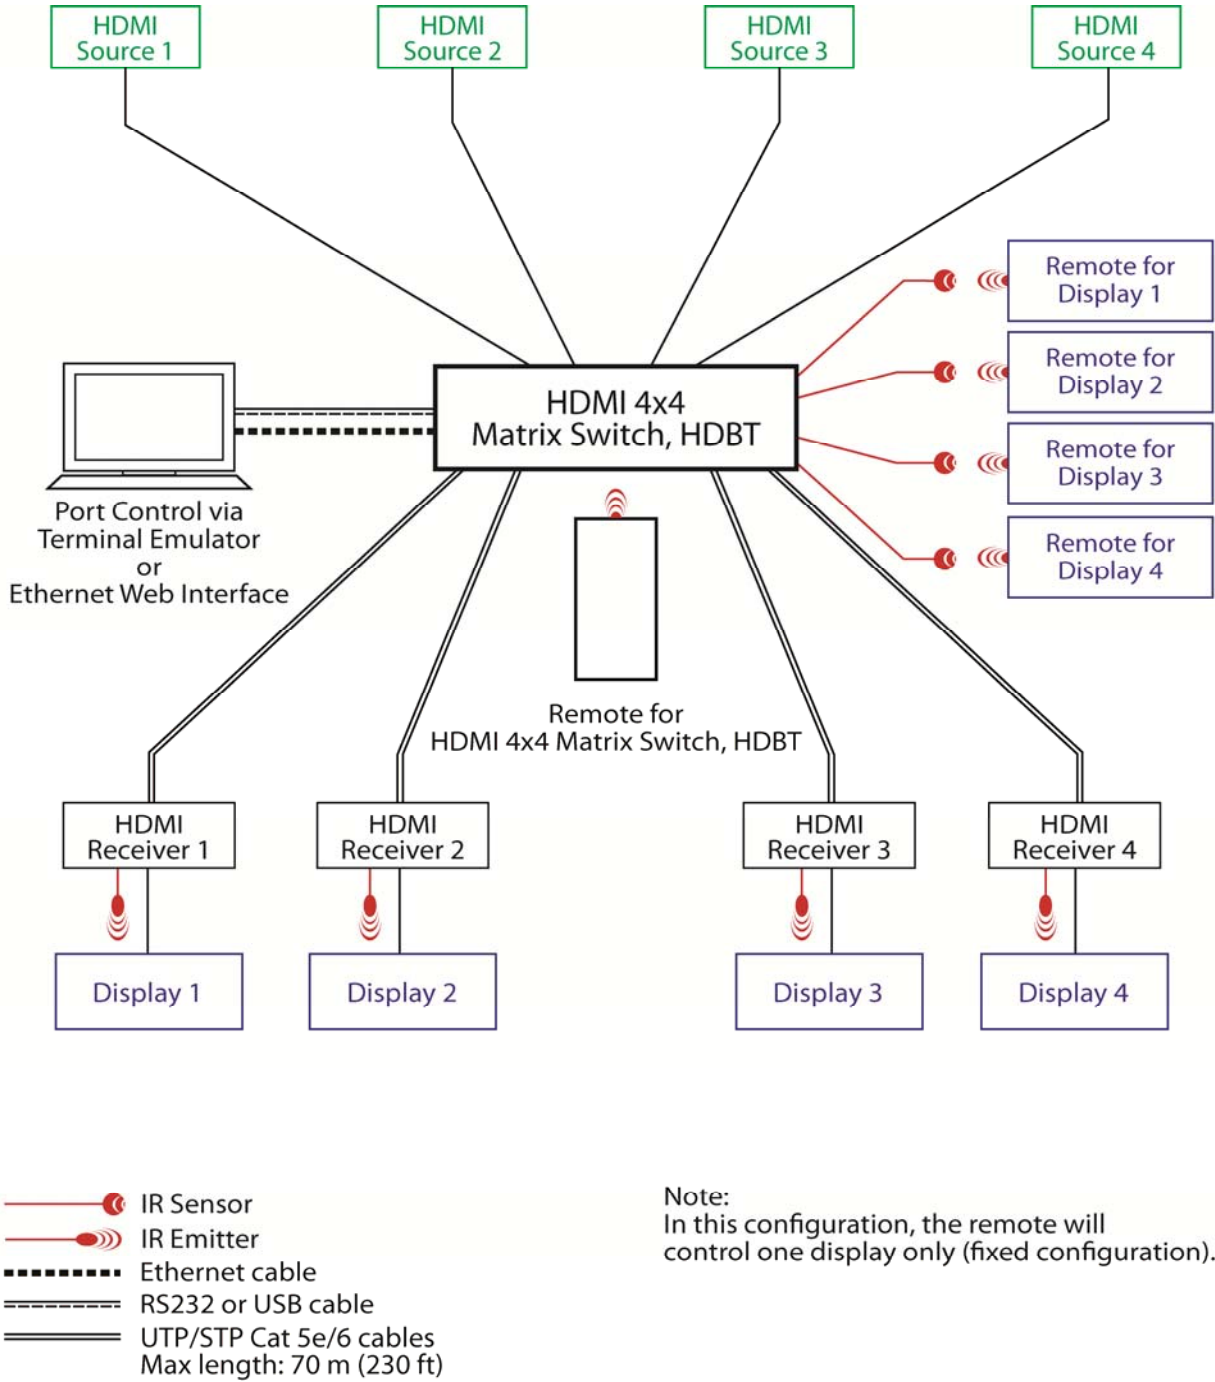 HDMI
Source 1
HDMI
Source 2
HDMI
Source 3
HDMI
Source 4
Remote for
Display 1
Remote for
Display 2
Remote for
Display 3
Remote for
Display 4
HDMI 4x4
Matrix Switch, HDBT
Port Control via
Terminal Emulator
or
Ethernet Web Interface
Remote for
HDMI 4x4 Matrix Switch, HDBT
HDMI
Receiver 1
HDMI
Receiver 2
HDMI
Receiver 3
HDMI
Receiver 4
Display 1
Display 2
Display 3
Display 4
IR Sensor
IR Emitter
Ethernet cable
RS232 or USB cable
UTP/STP Cat 5e/6 cables
Max length: 70 m (230 ft)
Note:
In this configuration, the remote will
control one display only (fixed configuration).